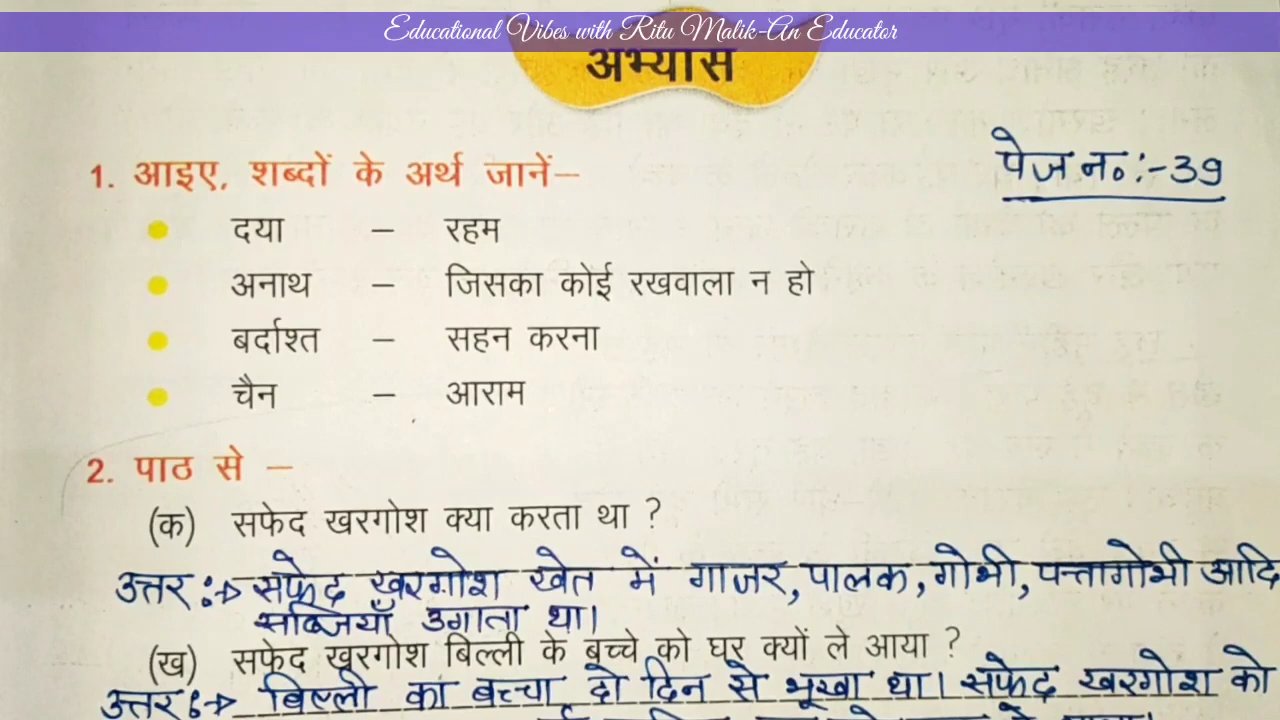 Educational Vibes with Ritu Malik-An Educator
अभ्यास
पेज न०:-39
1. आइए, शब्दों के अर्थ जानें–
दया – रहम
अनाथ – जिसका कोई रखवाला न हो
बर्दाश्त – सहन करना
चैन – आराम
2. पाठ से –
(क) सफेद खरगोश क्या करता था ?
उत्तर :→ सफेद खरगोश खेत में गाजर, पालक, गोभी, पन्तागोभी आदि
सब्जियाँ उगाता था।
(ख) सफेद खरगोश बिल्ली के बच्चे को घर क्यों ले आया ?
उत्तर :→ बिल्ली का बच्चा दो दिन से भूखा था। सफेद खरगोश को